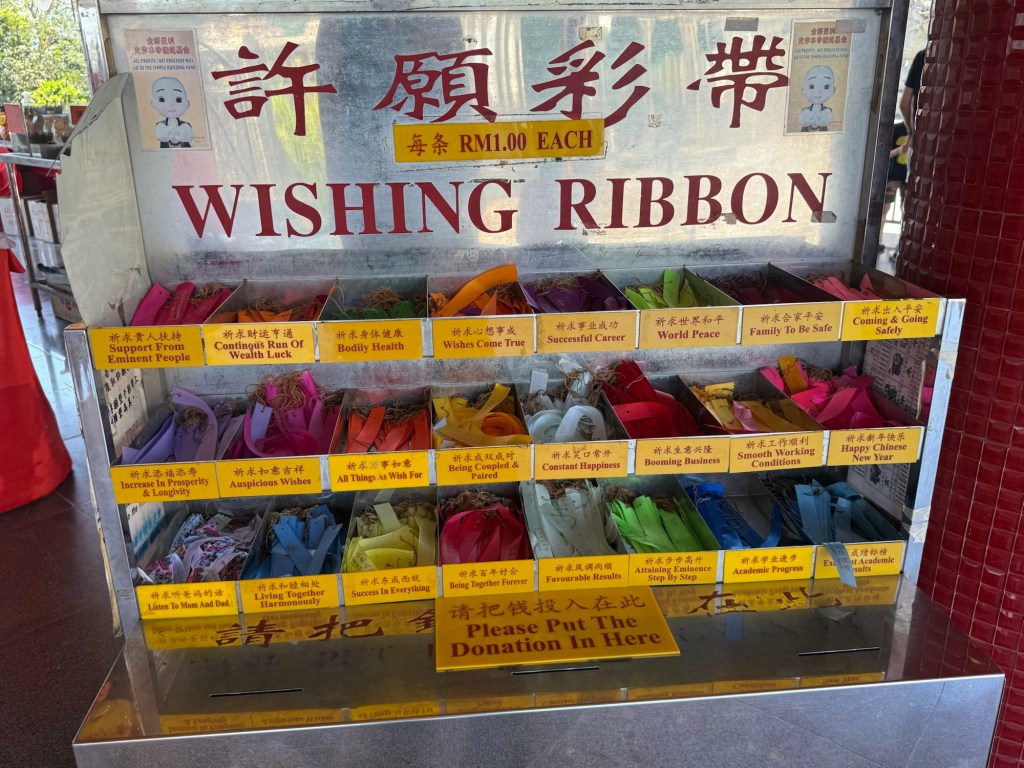 許願彩帶
每条 RM1.00 EACH
WISHING RIBBON
祈求贵人扶持
Support From
Eminent People
祈求财运亨通
Continous Run Of
Wealth Luck
祈求身体健康
Bodily Health
祈求心想事成
Wishes Come True
祈求事业成功
Successful Career
祈求世界和平
World Peace
祈求合家平安
Family To Be Safe
祈求出入平安
Coming & Going
Safely
祈求添福添寿
Increase In Prosperity
& Longivity
祈求如意吉祥
Auspicious Wishes
祈求万事如意
All Things As Wish For
祈求成双成对
Being Coupled &
Paired
祈求笑口常开
Constant Happiness
祈求生意兴隆
Booming Business
祈求工作顺利
Smooth Working
Conditions
祈求新年快乐
Happy Chinese
New Year
祈求听爸妈的话
Listen To Mom And Dad
祈求和睦相处
Living Together
Harmonously
祈求东成西就
Success In Everything
祈求百年好合
Being Together Forever
祈求风调雨顺
Favourable Results
祈求步步高升
Attaining Eminence
Step By Step
祈求学业进步
Academic Progress
成绩标榜
Academic
Results
请把钱投入在此
Please Put The
Donation In Here